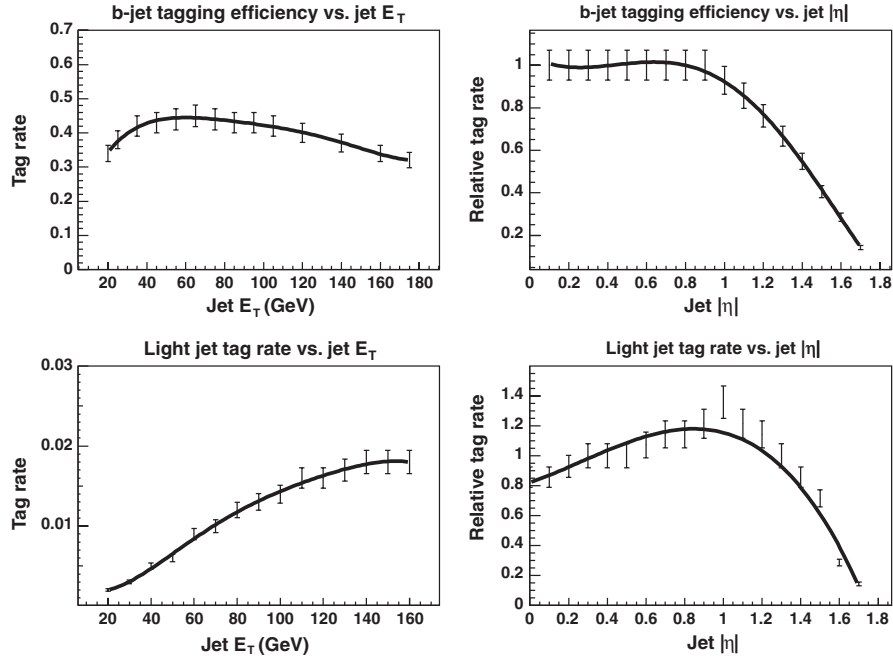 b-jet tagging efficiency vs. jet E_T
Tag rate
0.7
0.6
0.5
0.4
0.3
0.2
0.1
0
20 40 60 80 100 120 140 160 180
Jet E_T (GeV)
b-jet tagging efficiency vs. jet |η|
Relative tag rate
1
0.8
0.6
0.4
0.2
0 0.2 0.4 0.6 0.8 1 1.2 1.4 1.6 1.8
Jet |η|
Light jet tag rate vs. jet E_T
Tag rate
0.03
0.02
0.01
20 40 60 80 100 120 140 160
Jet E_T (GeV)
Light jet tag rate vs. jet |η|
Relative tag rate
1.4
1.2
1
0.8
0.6
0.4
0.2
0
0 0.2 0.4 0.6 0.8 1 1.2 1.4 1.6 1.8
Jet |η|